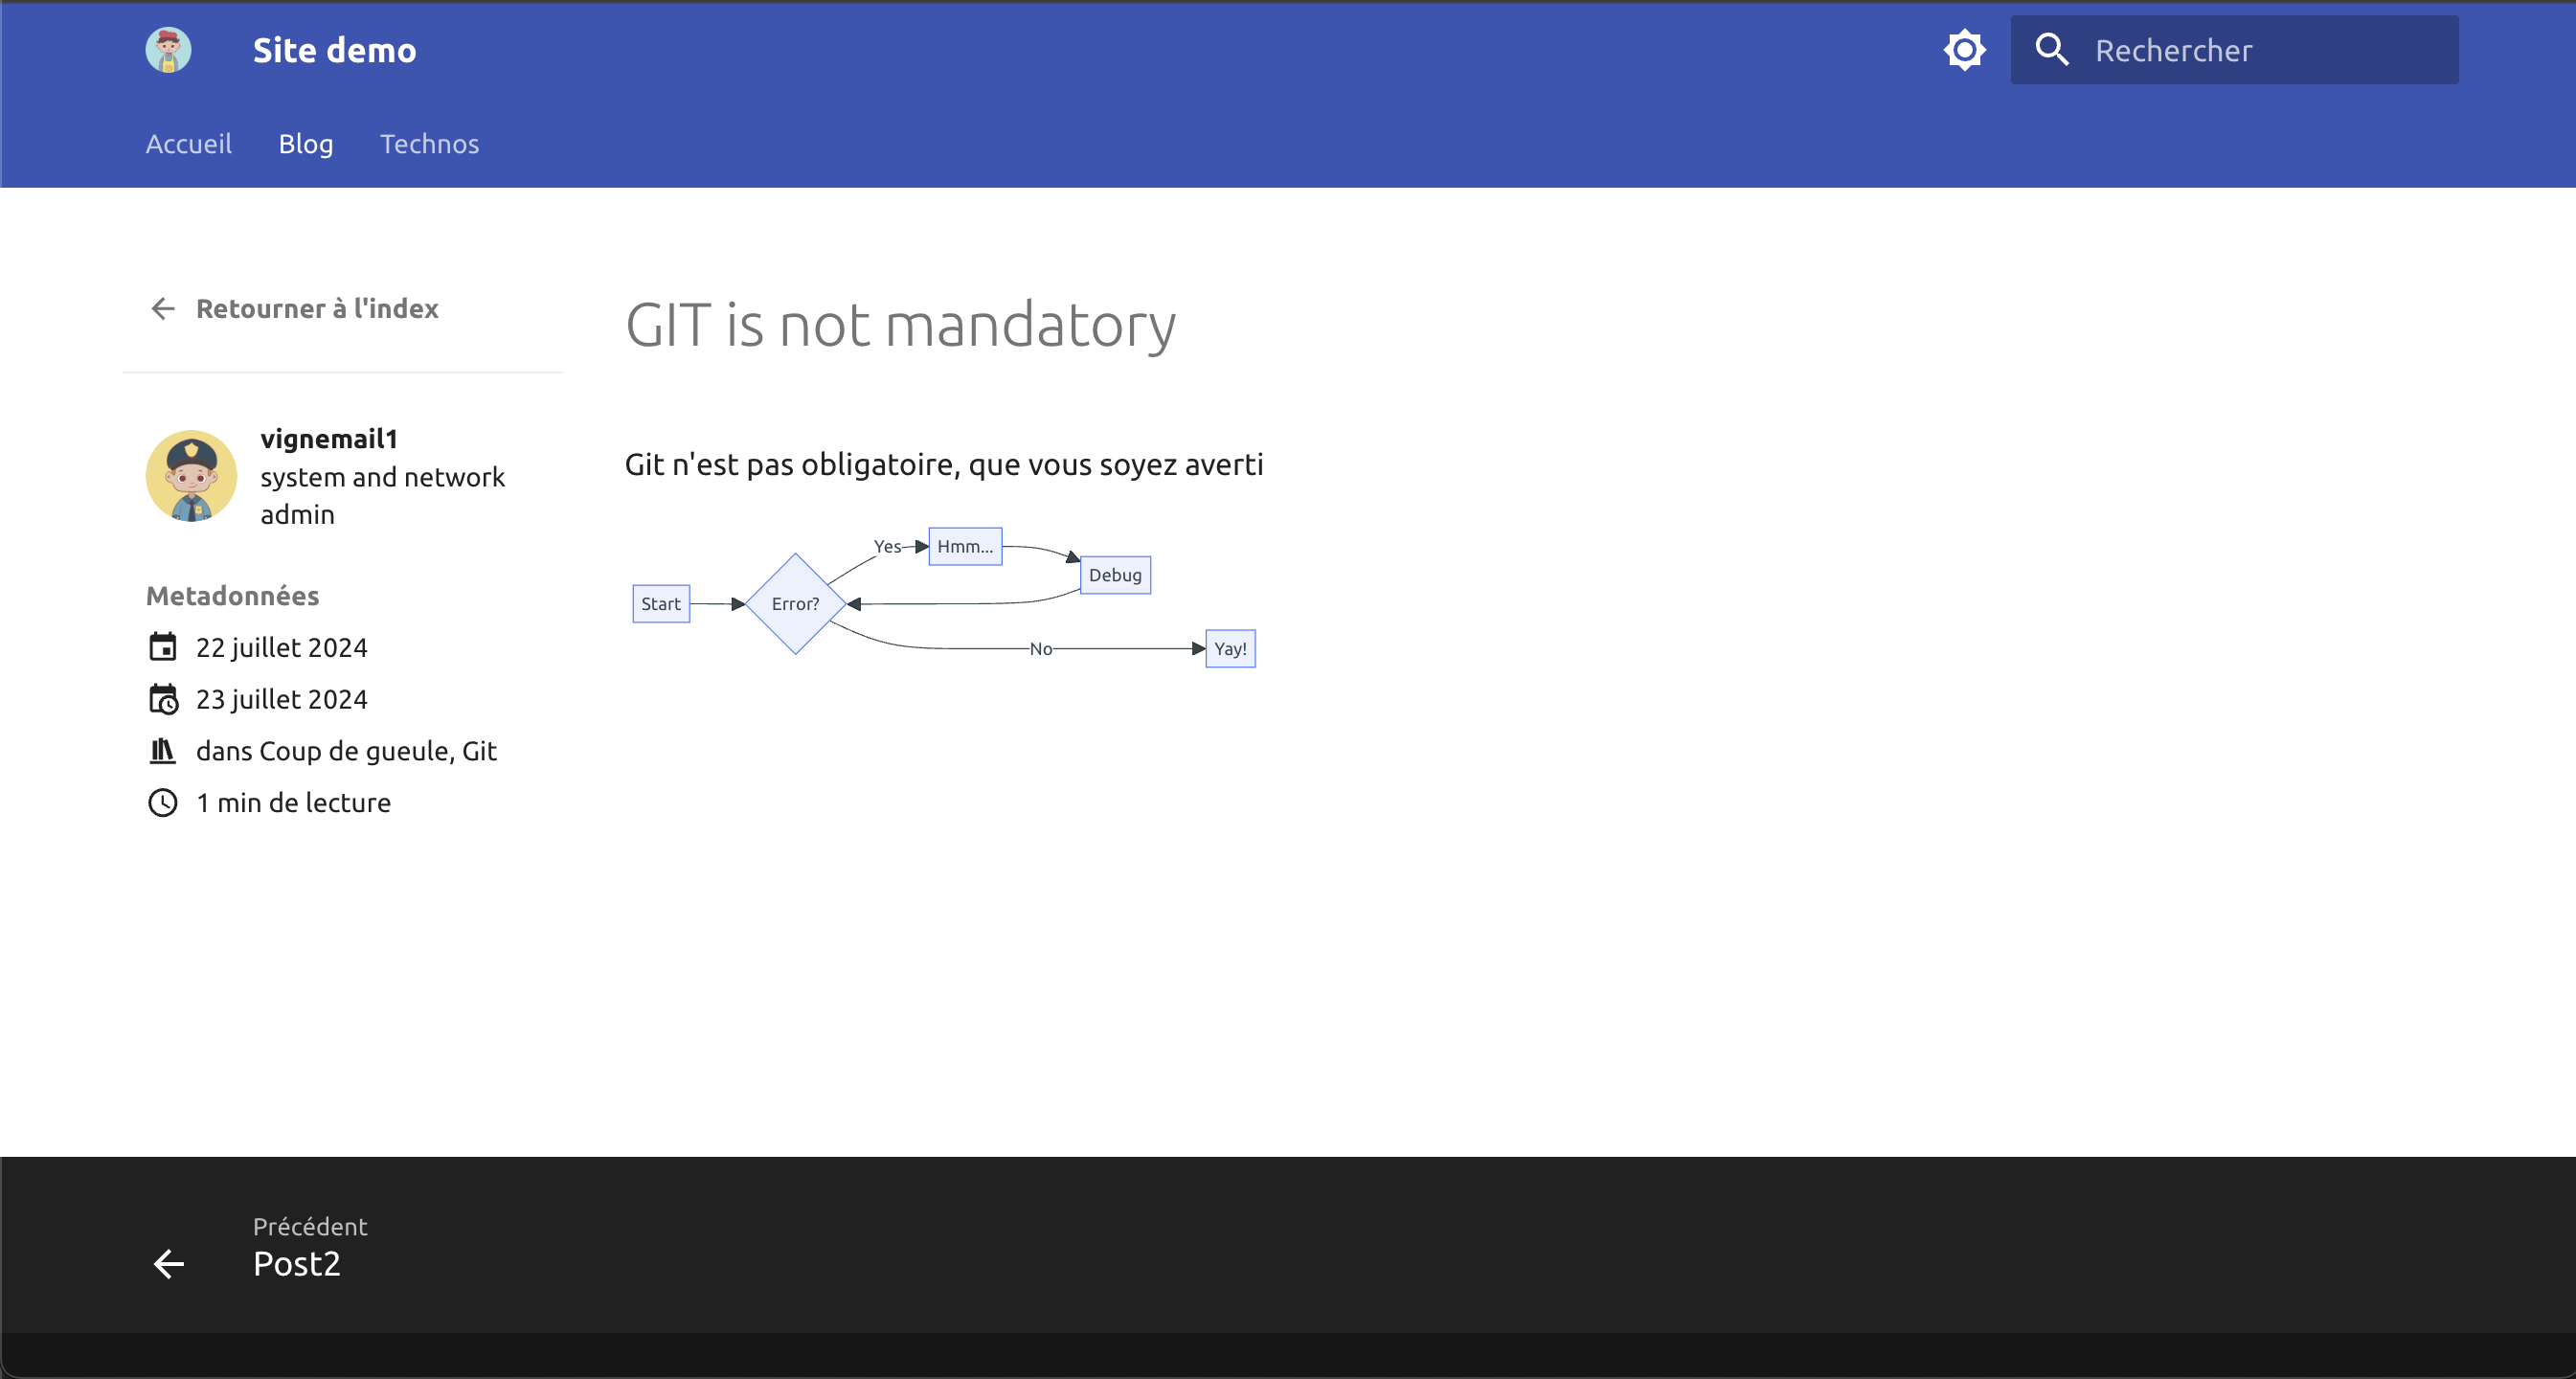 Site demo
Rechercher
Accueil
Blog
Technos
Retourner à l'index
vignemail1
system and network
admin
Metadonnées
22 juillet 2024
23 juillet 2024
dans Coup de gueule, Git
1 min de lecture
GIT is not mandatory
Git n'est pas obligatoire, que vous soyez averti
Start
Error?
Yes
Hmm...
Debug
No
Yay!
Précédent
Post2